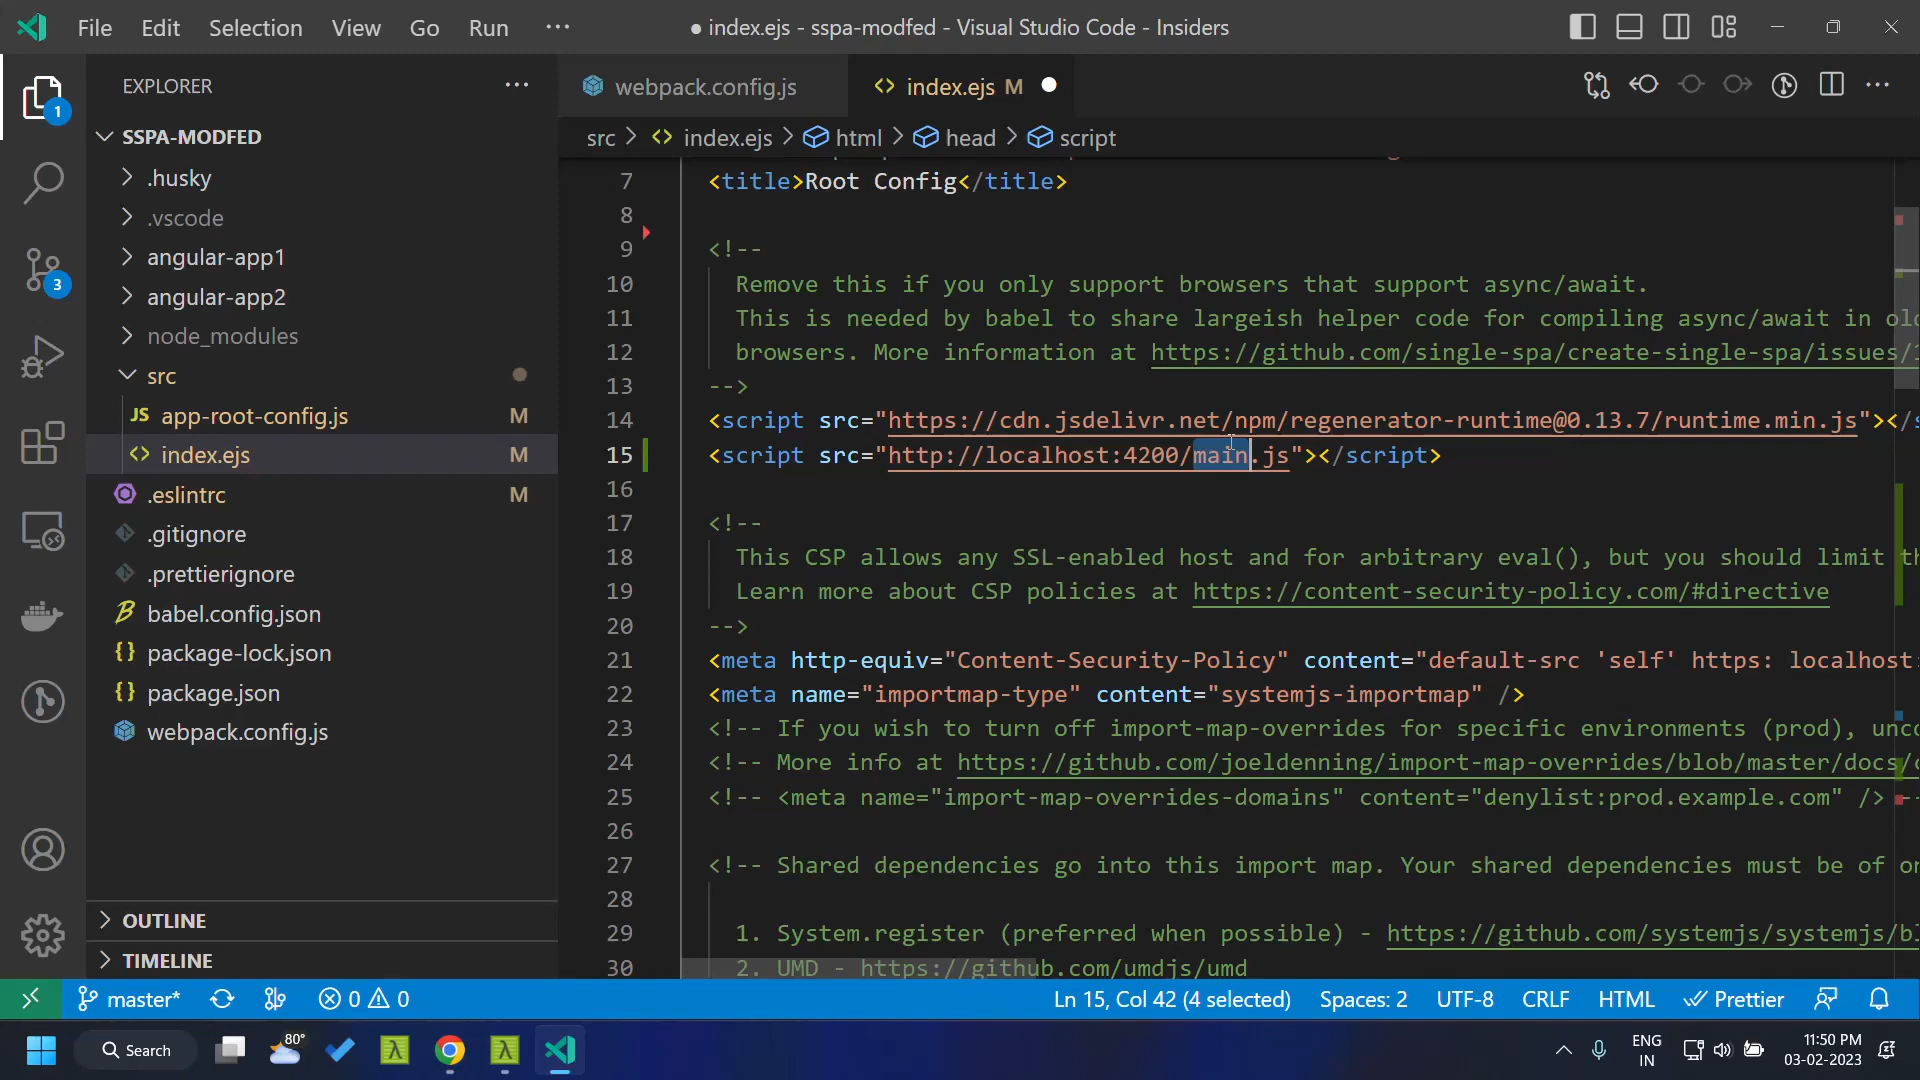 File Edit Selection View Go Run ··· ● index.ejs - sspa-modfed - Visual Studio Code - Insiders
EXPLORER ···
1
SSPA-MODFED
.husky
.vscode
3
angular-app1
angular-app2
node_modules
src
JS app-root-config.js M
<> index.ejs M
.eslintrc M
.gitignore
.prettierignore
babel.config.json
{} package-lock.json
{} package.json
webpack.config.js
OUTLINE
TIMELINE
webpack.config.js <> index.ejs M ●
src > <> index.ejs > html > head > script
7 <title>Root Config</title>
8
9 <!--
10 Remove this if you only support browsers that support async/await.
11 This is needed by babel to share largeish helper code for compiling async/await in
12 browsers. More information at https://github.com/single-spa/create-single-spa/issues/
13 -->
14 <script src="https://cdn.jsdelivr.net/npm/regenerator-runtime@0.13.7/runtime.min.js"></
15 <script src="http://localhost:4200/main.js"></script>
16
17 <!--
18 This CSP allows any SSL-enabled host and for arbitrary eval(), but you should limit
19 Learn more about CSP policies at https://content-security-policy.com/#directive
20 -->
21 <meta http-equiv="Content-Security-Policy" content="default-src 'self' https: localhost:
22 <meta name="importmap-type" content="systemjs-importmap" />
23 <!-- If you wish to turn off import-map-overrides for specific environments (prod),
24 <!-- More info at https://github.com/joeldenning/import-map-overrides/blob/master/docs/
25 <!-- <meta name="import-map-overrides-domains" content="denylist:prod.example.com" />
26
27 <!-- Shared dependencies go into this import map. Your shared dependencies must be of
28
29 1. System.register (preferred when possible) - https://github.com/systemjs/systemjs/
30 2. UMD - https://github.com/umdjs/umd
master* 0 0 Ln 15, Col 42 (4 selected) Spaces: 2 UTF-8 CRLF HTML Prettier
Search 80° ENG IN 11:50 PM 03-02-2023